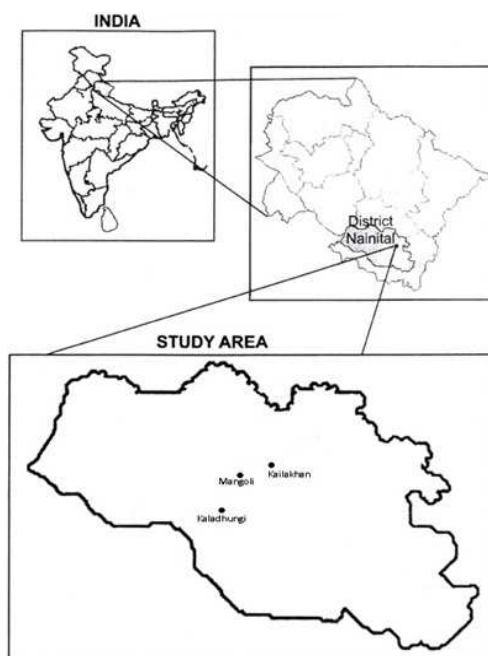 INDIA
District
Nainital
STUDY AREA
Kailakhan
Mangoli
Kaladhungi